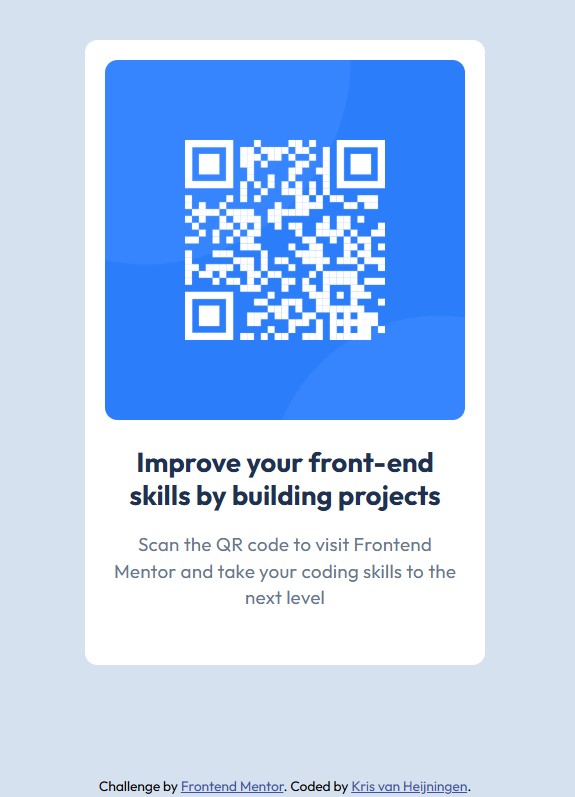 Improve your front-end
skills by building projects
Scan the QR code to visit Frontend
Mentor and take your coding skills to the
next level
Challenge by Frontend Mentor. Coded by Kris van Heijningen.